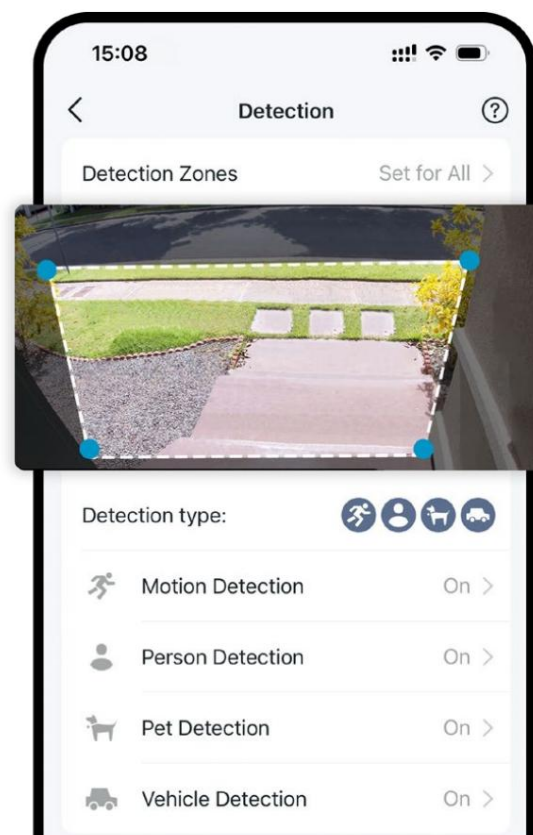 15:08
Detection
Detection Zones Set for All
Detection type:
Motion Detection On
Person Detection On
Pet Detection On
Vehicle Detection On